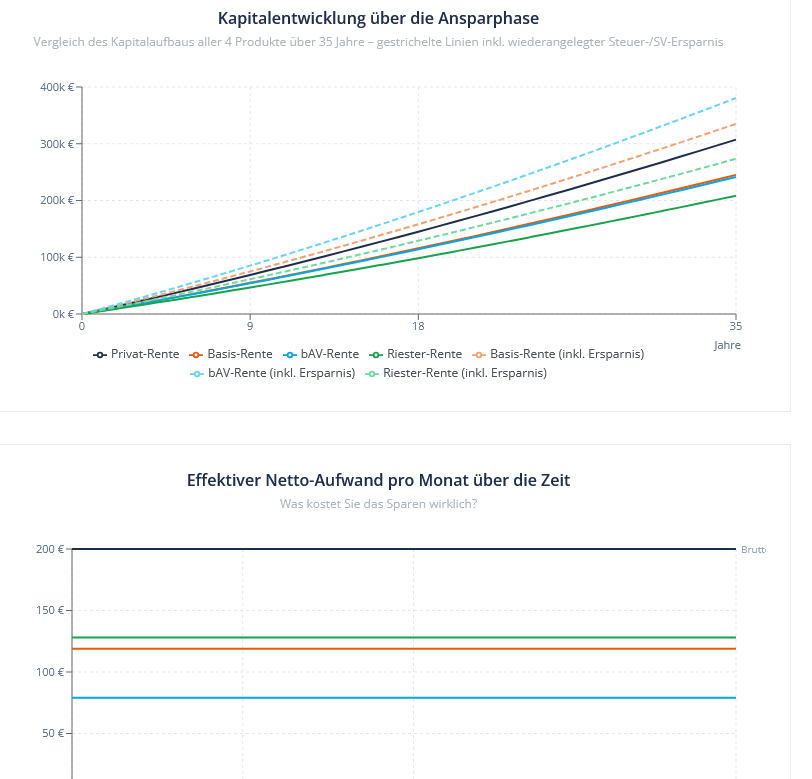 Kapitalentwicklung über die Ansparphase
Vergleich des Kapitalaufbaus aller 4 Produkte über 35 Jahre – gestrichelte Linien inkl. wiederangelegter Steuer-/SV-Ersparnis
400k €
300k €
200k €
100k €
0k €
0 9 18 35
Jahre
Privat-Rente Basis-Rente bAV-Rente Riester-Rente Basis-Rente (inkl. Ersparnis)
bAV-Rente (inkl. Ersparnis) Riester-Rente (inkl. Ersparnis)
Effektiver Netto-Aufwand pro Monat über die Zeit
Was kostet Sie das Sparen wirklich?
200 €
150 €
100 €
50 €